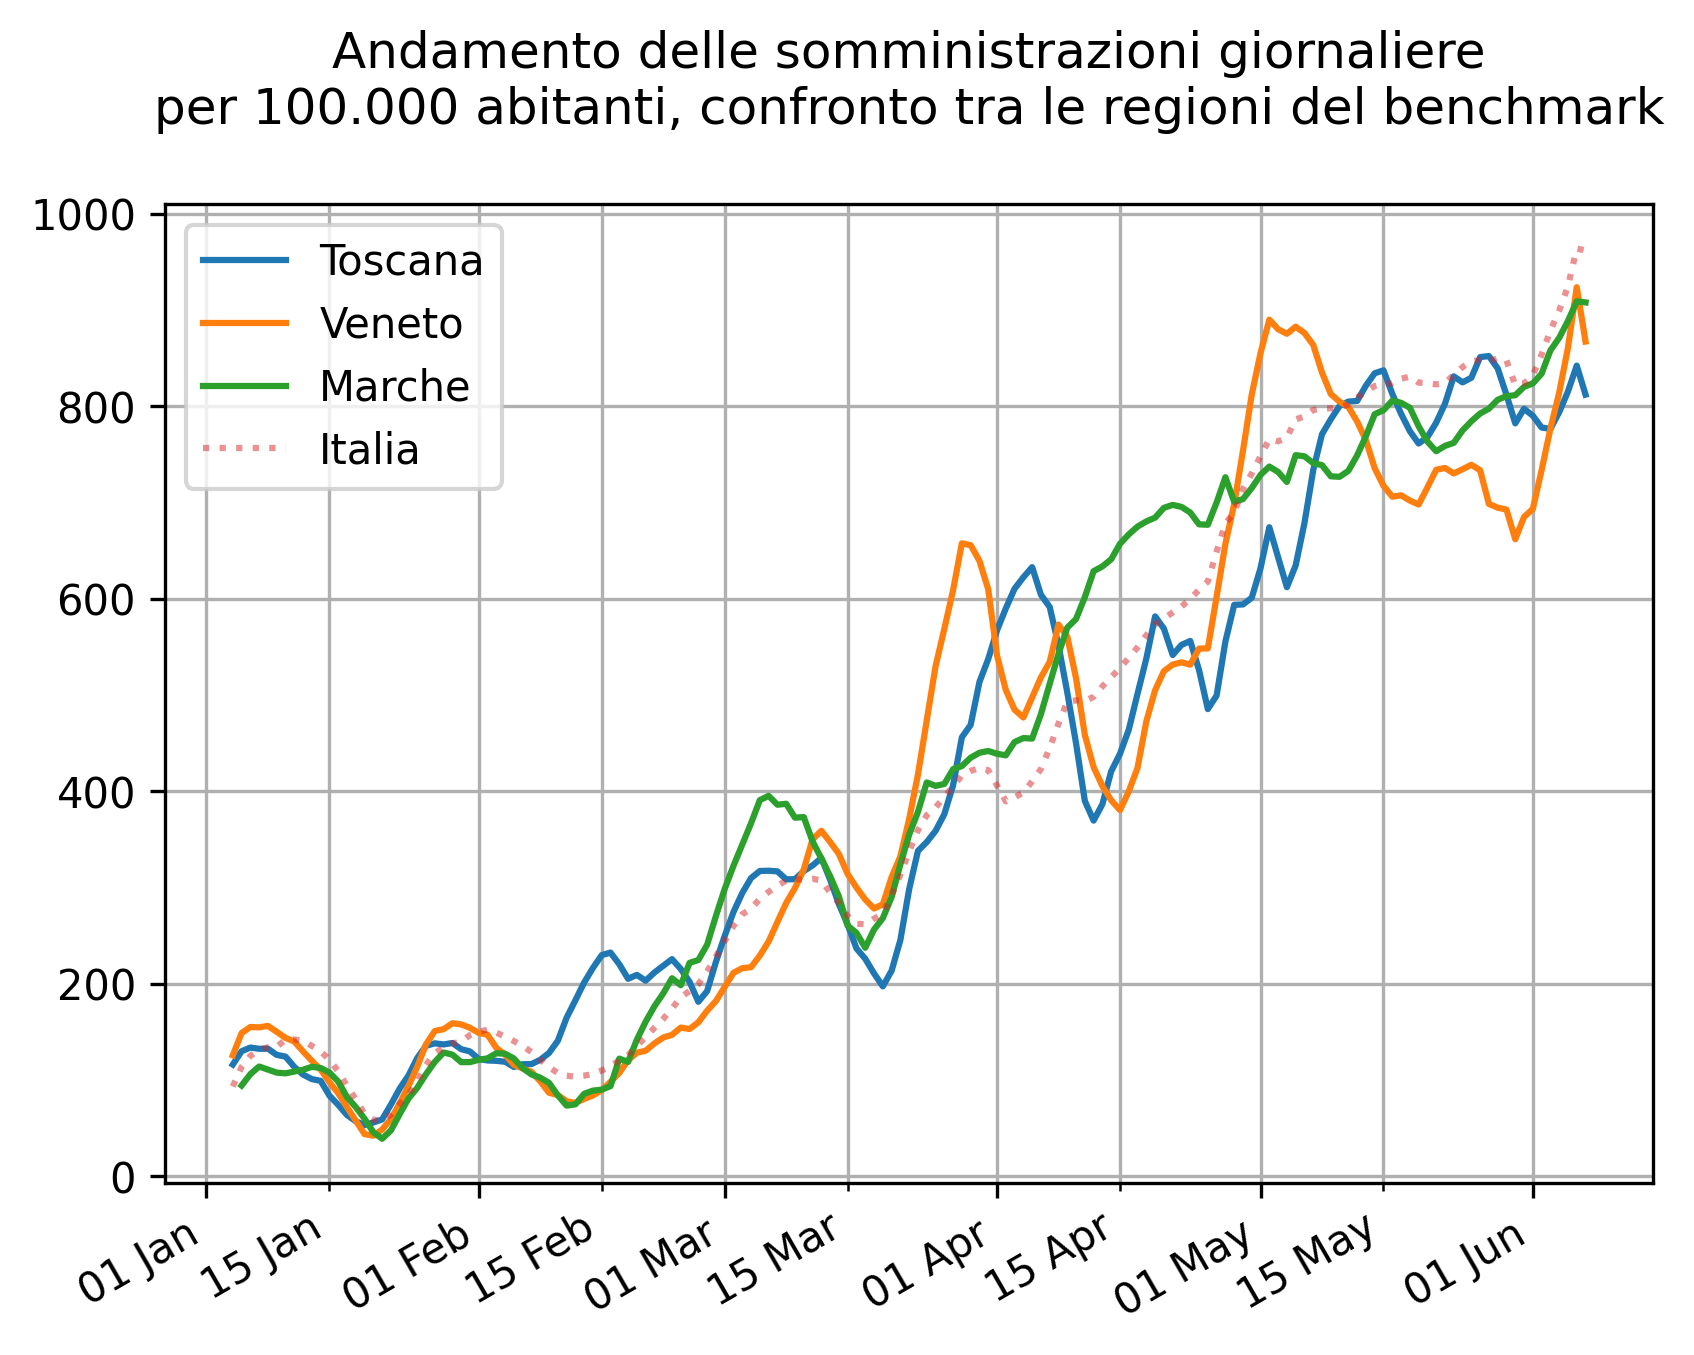 Andamento delle somministrazioni giornaliere
per 100.000 abitanti, confronto tra le regioni del benchmark
1000
800
600
400
200
0
Toscana
Veneto
Marche
Italia
01 Jan
15 Jan
01 Feb
15 Feb
01 Mar
15 Mar
01 Apr
15 Apr
01 May
15 May
01 Jun